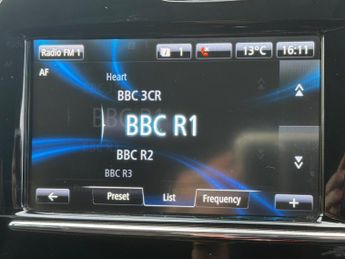 Radio FM 1
1
13°C
16:11
AF
Heart
BBC 3CR
BBC R1
BBC R2
BBC R3
Preset
List
Frequency
+